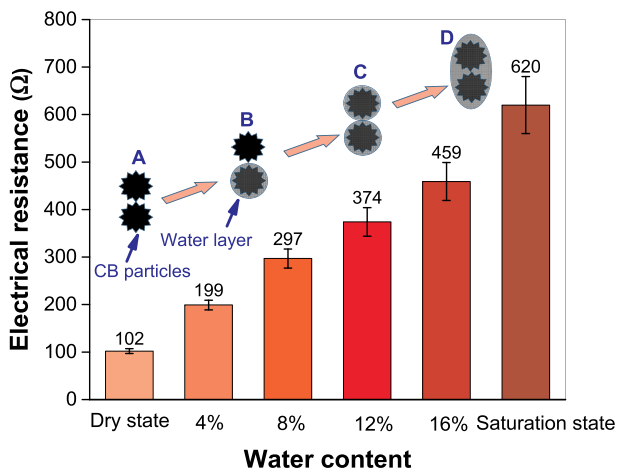 Electrical resistance (Ω)
800
700
600
500
400
300
200
100
0
A
B
C
D
CB particles
Water layer
102
199
297
374
459
620
Dry state
4%
8%
12%
16%
Saturation state
Water content